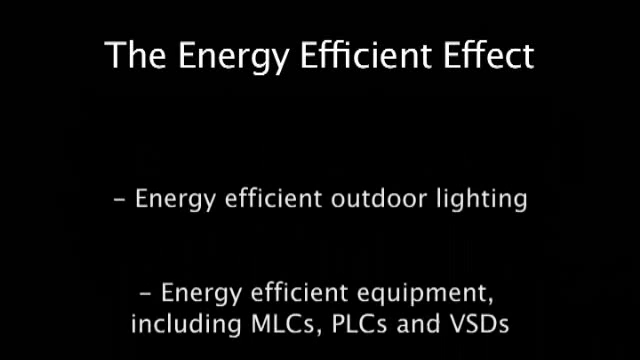 The Energy Efficient Effect
– Energy efficient outdoor lighting
– Energy efficient equipment,
including MLCs, PLCs and VSDs